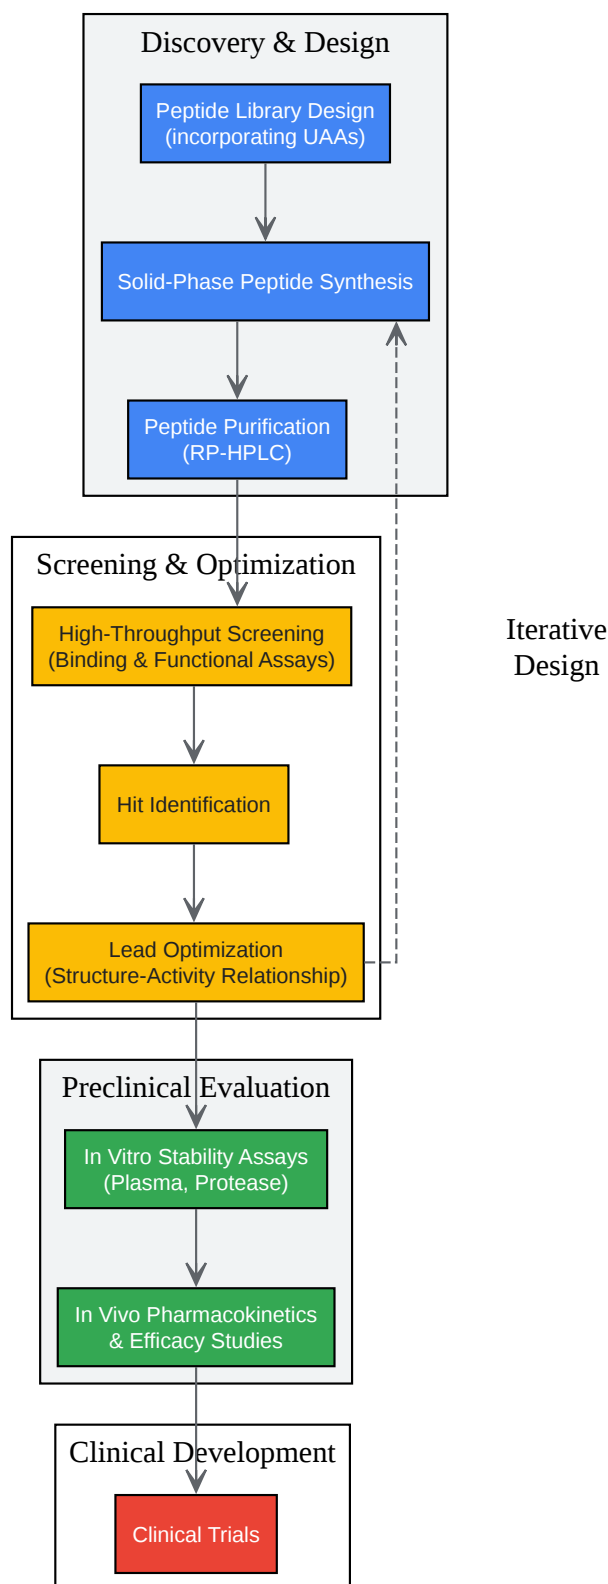 Discovery & Design
Peptide Library Design
(incorporating UAAs)
Solid-Phase Peptide Synthesis
Peptide Purification
(RP-HPLC)
Screening & Optimization
High-Throughput Screening
(Binding & Functional Assays)
Iterative
Design
Hit Identification
Lead Optimization
(Structure-Activity Relationship)
Preclinical Evaluation
In Vitro Stability Assays
(Plasma, Protease)
In Vivo Pharmacokinetics
& Efficacy Studies
Clinical Development
Clinical Trials